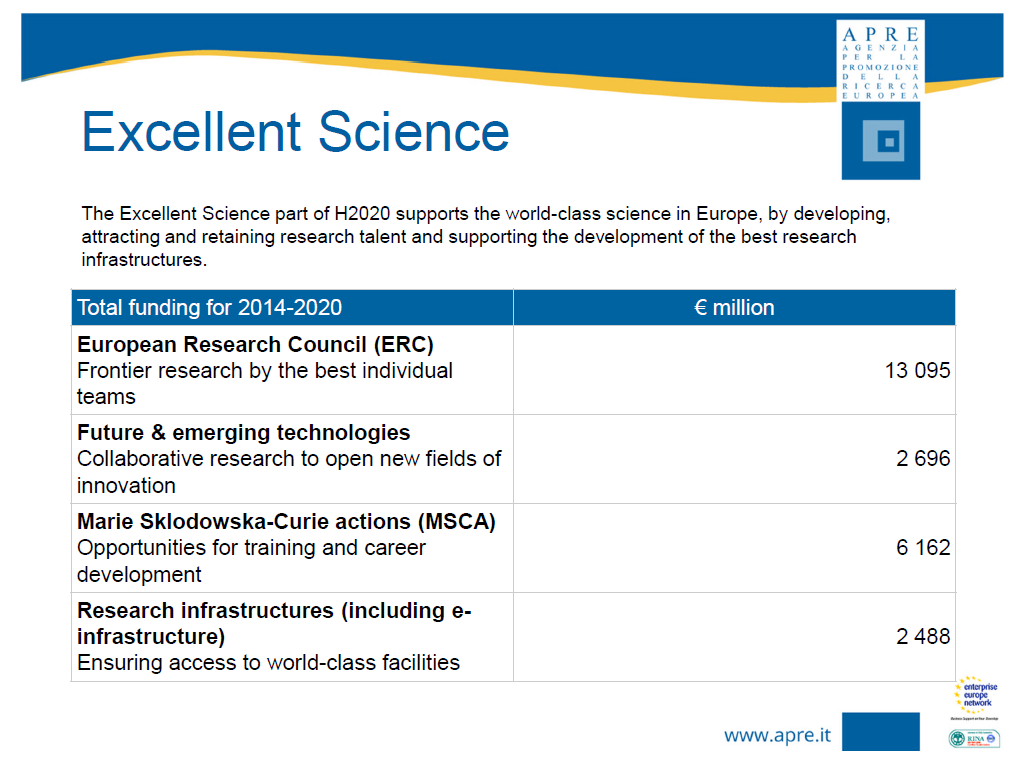 A P R E
A G E N Z I A
P E R L A
P R O M O Z I O N E
D E L L A
R I C E R C A
E U R O P E A
Excellent Science
The Excellent Science part of H2020 supports the world-class science in Europe, by developing,
attracting and retaining research talent and supporting the development of the best research
infrastructures.
Total funding for 2014-2020 € million
European Research Council (ERC)
Frontier research by the best individual
teams
13 095
Future & emerging technologies
Collaborative research to open new fields of
innovation
2 696
Marie Sklodowska-Curie actions (MSCA)
Opportunities for training and career
development
6 162
Research infrastructures (including e-
infrastructure)
Ensuring access to world-class facilities
2 488
enterprise
europe
network
www.apre.it
RINA